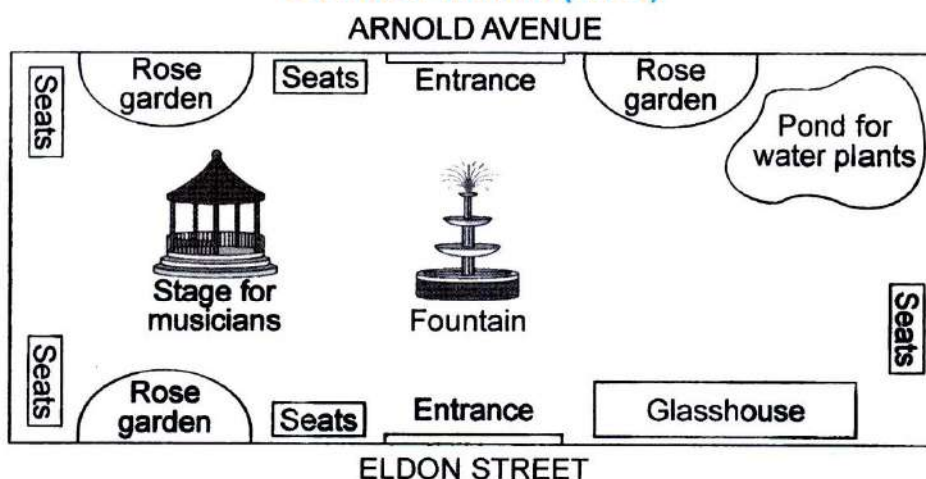 ARNOLD AVENUE
Seats
Rose
garden
Seats
Entrance
Rose
garden
Pond for
water plants
Stage for
musicians
Fountain
Seats
Seats
Rose
garden
Seats
Entrance
Glasshouse
ELDON STREET